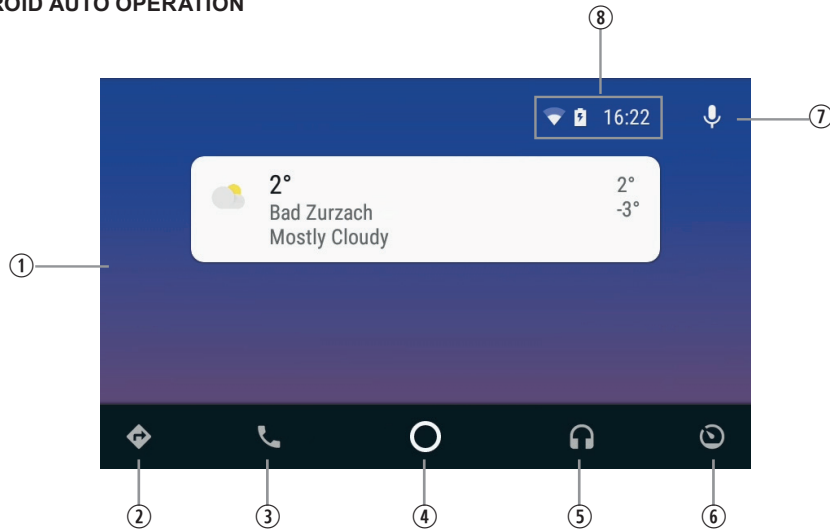 ROID AUTO OPERATION
⑧
16:22
⑦
2°
2°
Bad Zurzach
-3°
Mostly Cloudy
①
② ③ ④ ⑤ ⑥